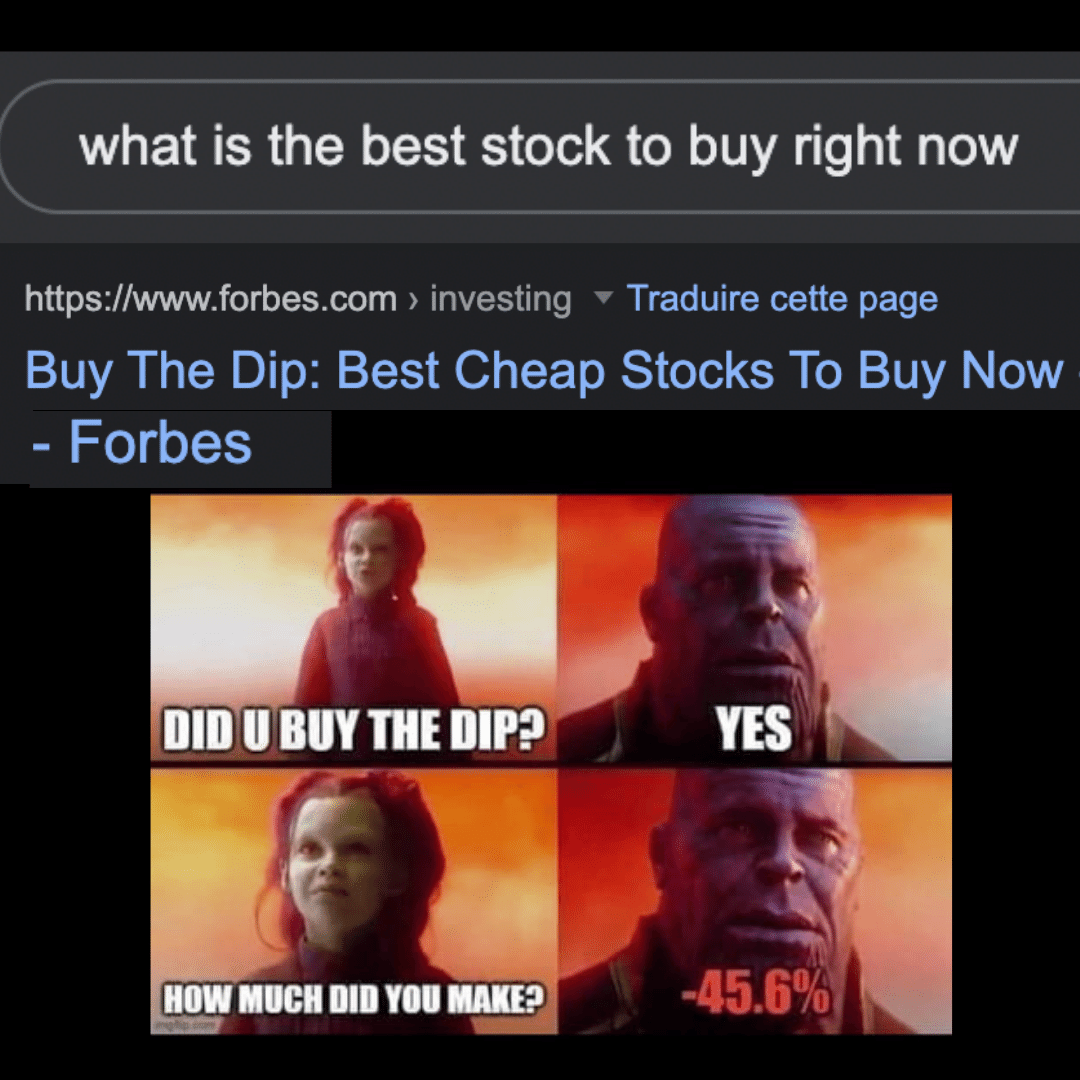 what is the best stock to buy right now
https://www.forbes.com › investing ▾ Traduire cette page
Buy The Dip: Best Cheap Stocks To Buy Now -
- Forbes
DID U BUY THE DIP?
YES
HOW MUCH DID YOU MAKE?
-45.6%
imgflip.com